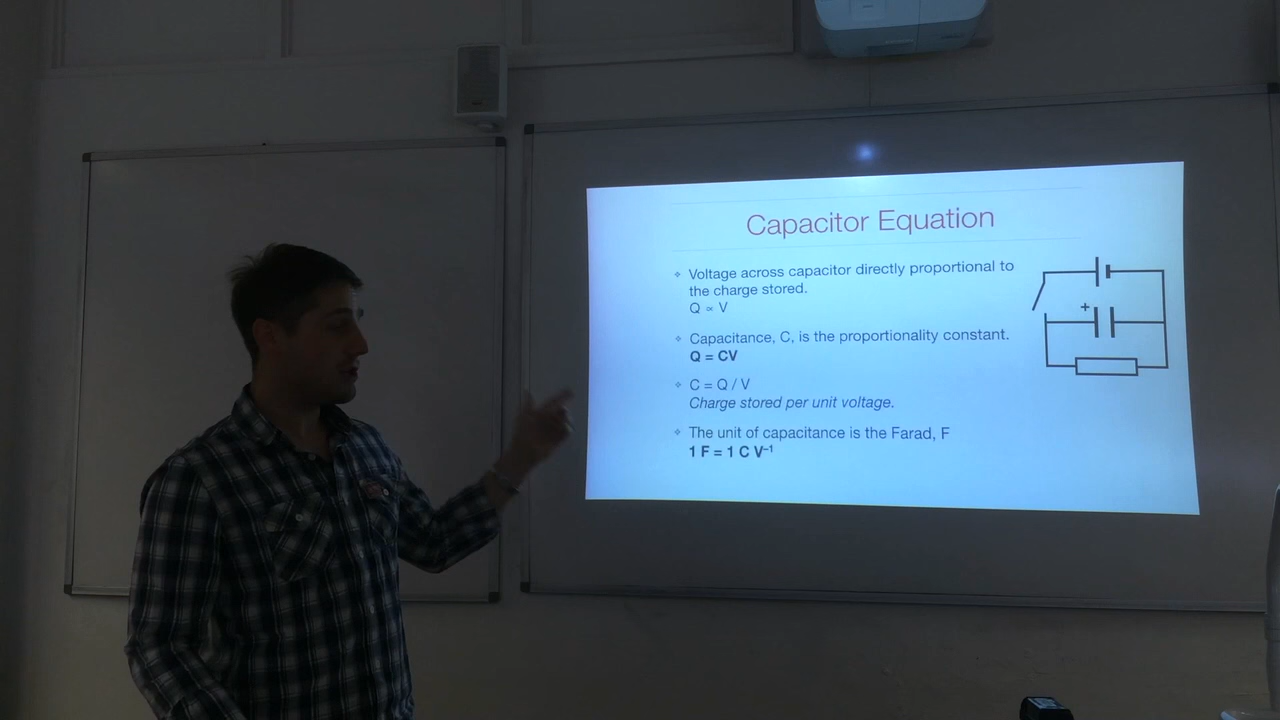 Capacitor Equation
Voltage across capacitor directly proportional to
the charge stored.
Q ∝ V
Capacitance, C, is the proportionality constant.
Q = CV
C = Q / V
Charge stored per unit voltage.
The unit of capacitance is the Farad, F
1 F = 1 C V⁻¹
+